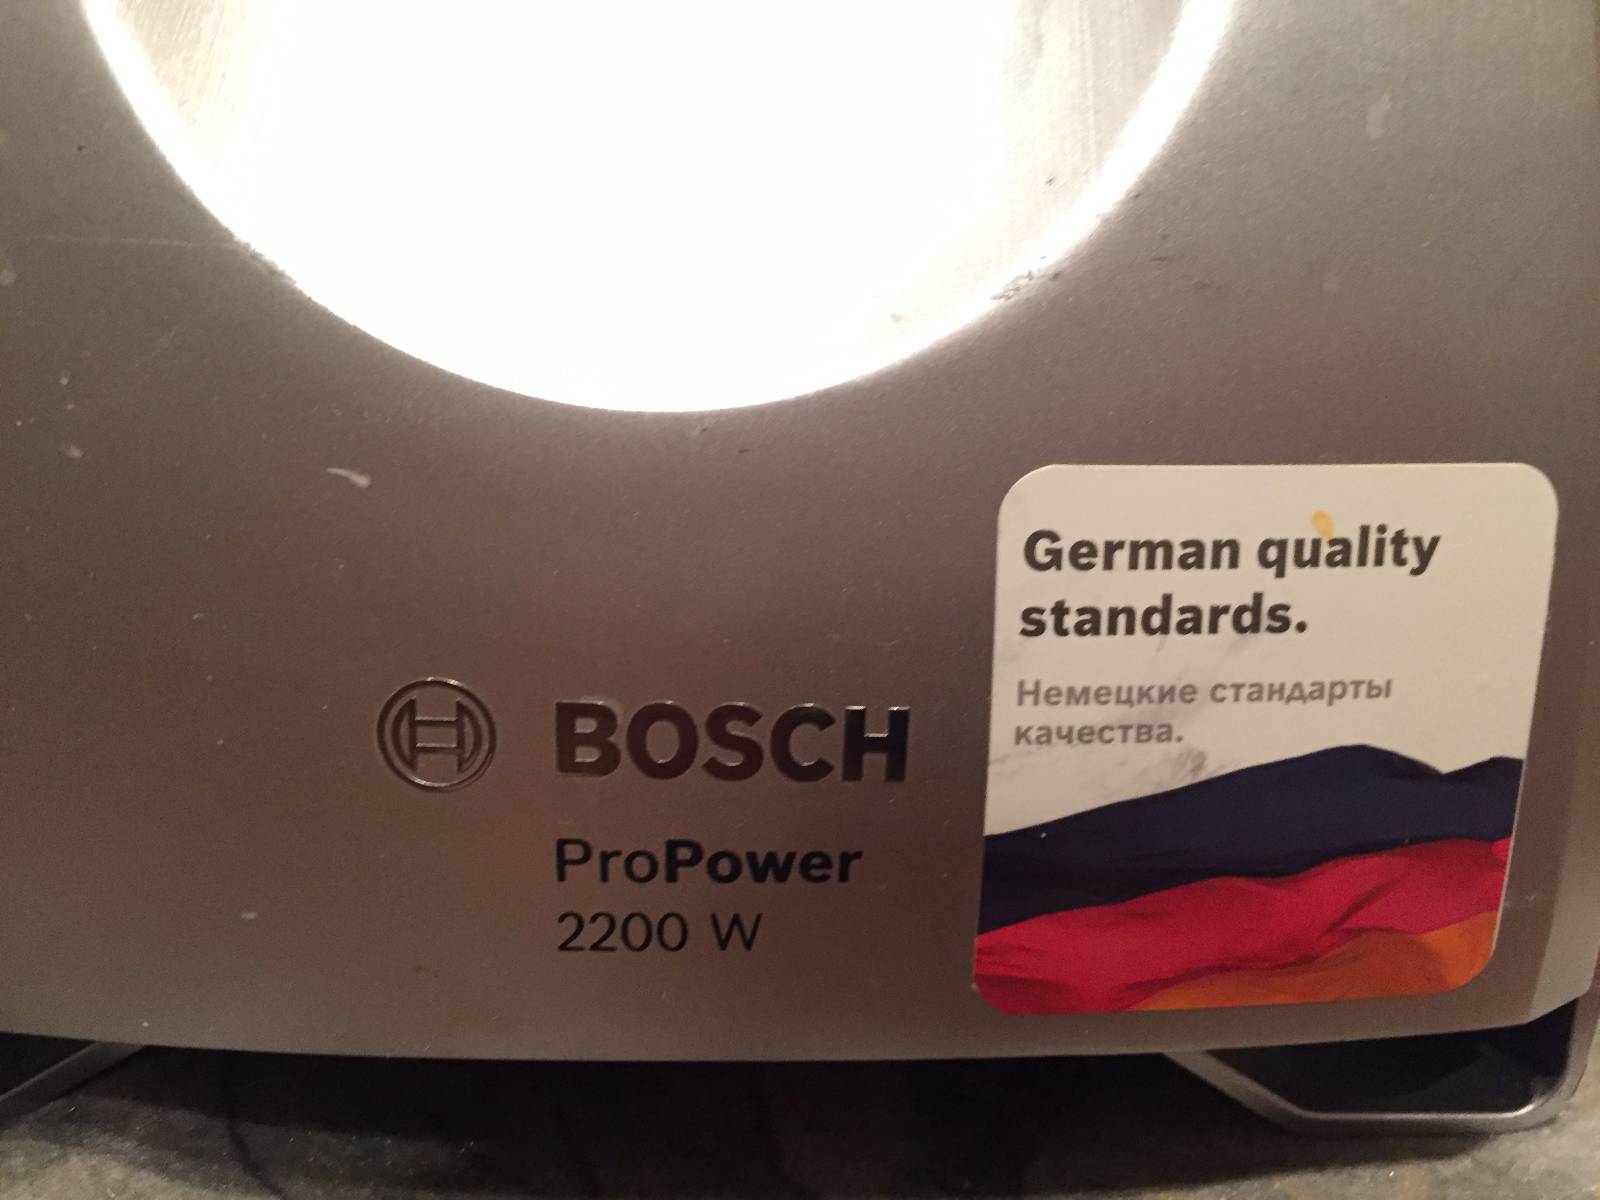 BOSCH
ProPower
2200 W
German quality
standards.
Немецкие стандарты
качества.